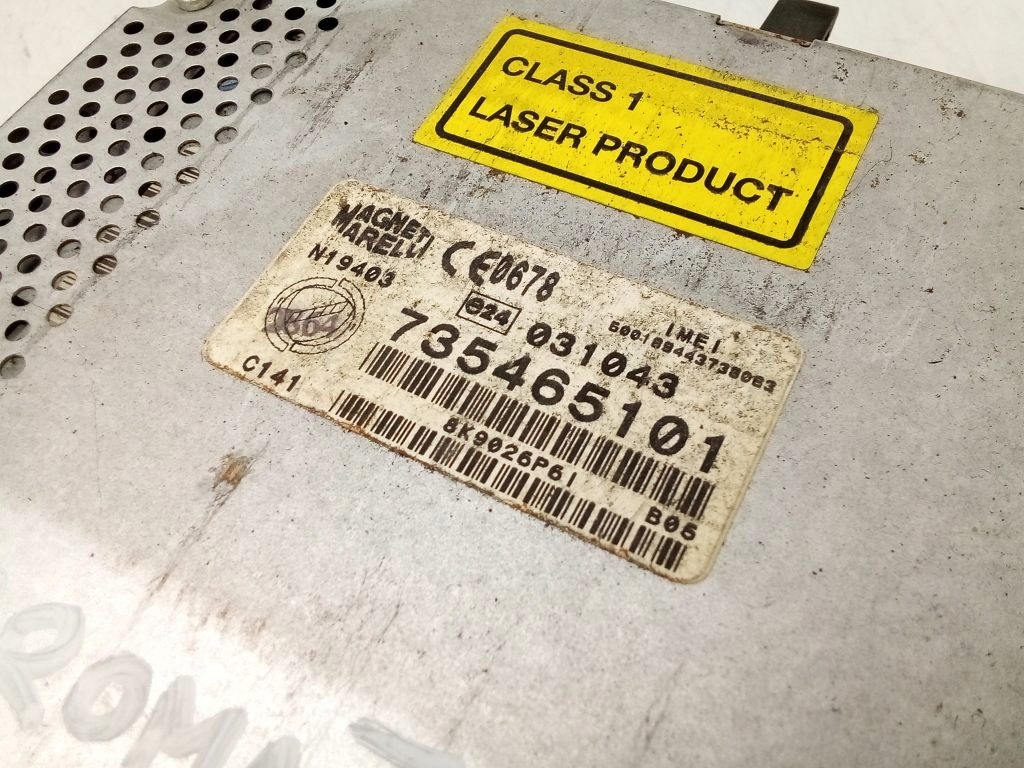 CLASS 1
LASER PRODUCT
MAGNETI
MARELLI
CE0678
N19403
e24
031043
IMEI
735465101
C141
8K9026P61
B05